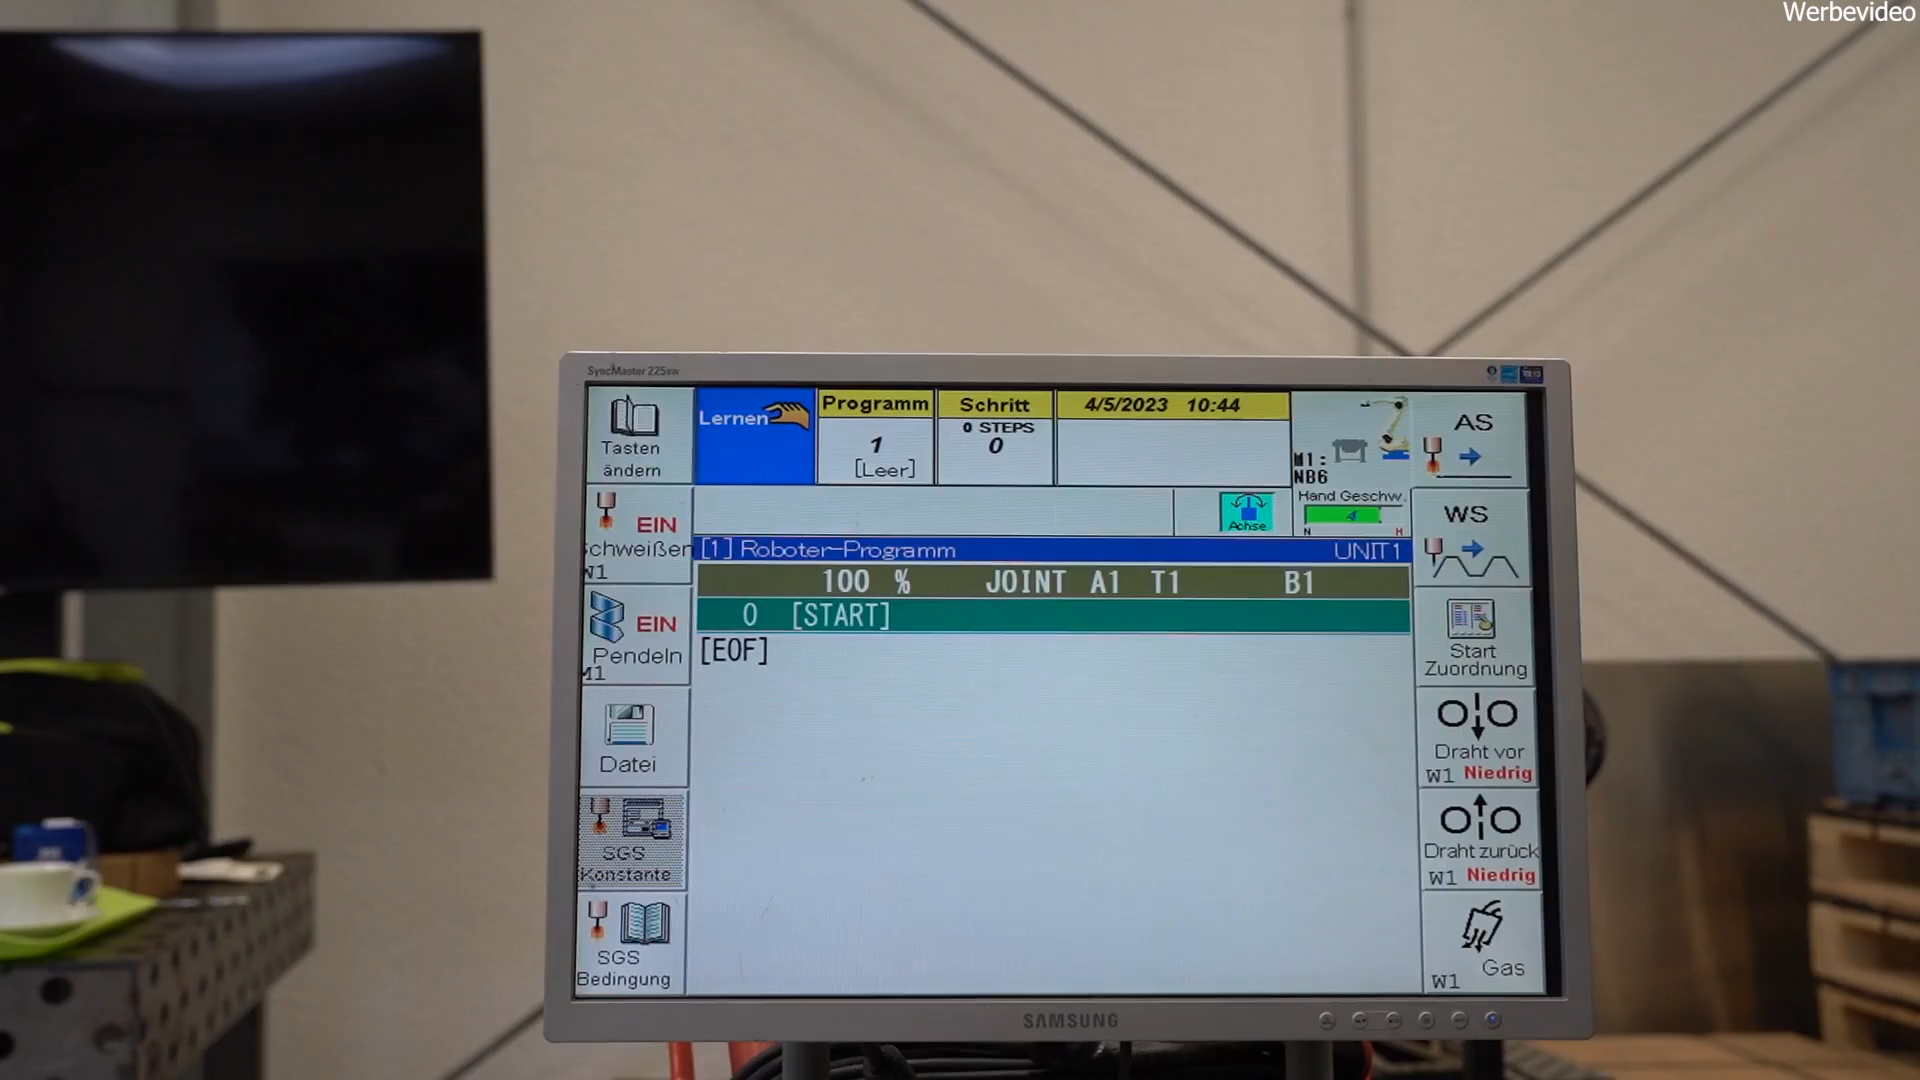 Werbevideo
SyncMaster 225BW
Tasten
ändern
Lernen
Programm
1
[Leer]
Schritt
0 STEPS
0
4/5/2023 10:44
M1:
NB6
AS
EIN
Schweißen
W1
Achse
Hand Geschw.
4
N H
WS
[1] Roboter-Programm UNIT1
100 % JOINT A1 T1 B1
0 [START]
[EOF]
EIN
Pendeln
M1
Start
Zuordnung
Datei
Draht vor
W1 Niedrig
SGS
Konstante
Draht zurück
W1 Niedrig
SGS
Bedingung
Gas
W1
SAMSUNG